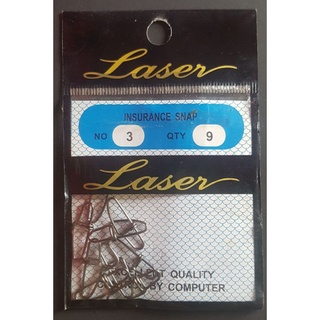 Laser
INSURANCE SNAP
NO 3 QTY 9
Laser
QUALITY
BY COMPUTER